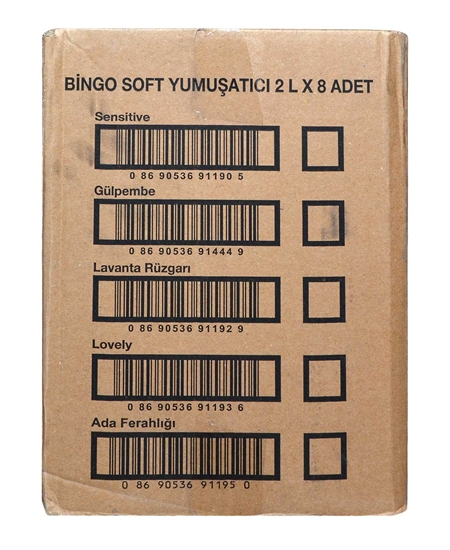 BİNGO SOFT YUMUŞATICI 2 L X 8 ADET
Sensitive
0 86 90536 91190 5
Gülpembe
0 86 90536 91444 9
Lavanta Rüzgarı
0 86 90536 91192 9
Lovely
0 86 90536 91193 6
Ada Ferahlığı
0 86 90536 91195 0